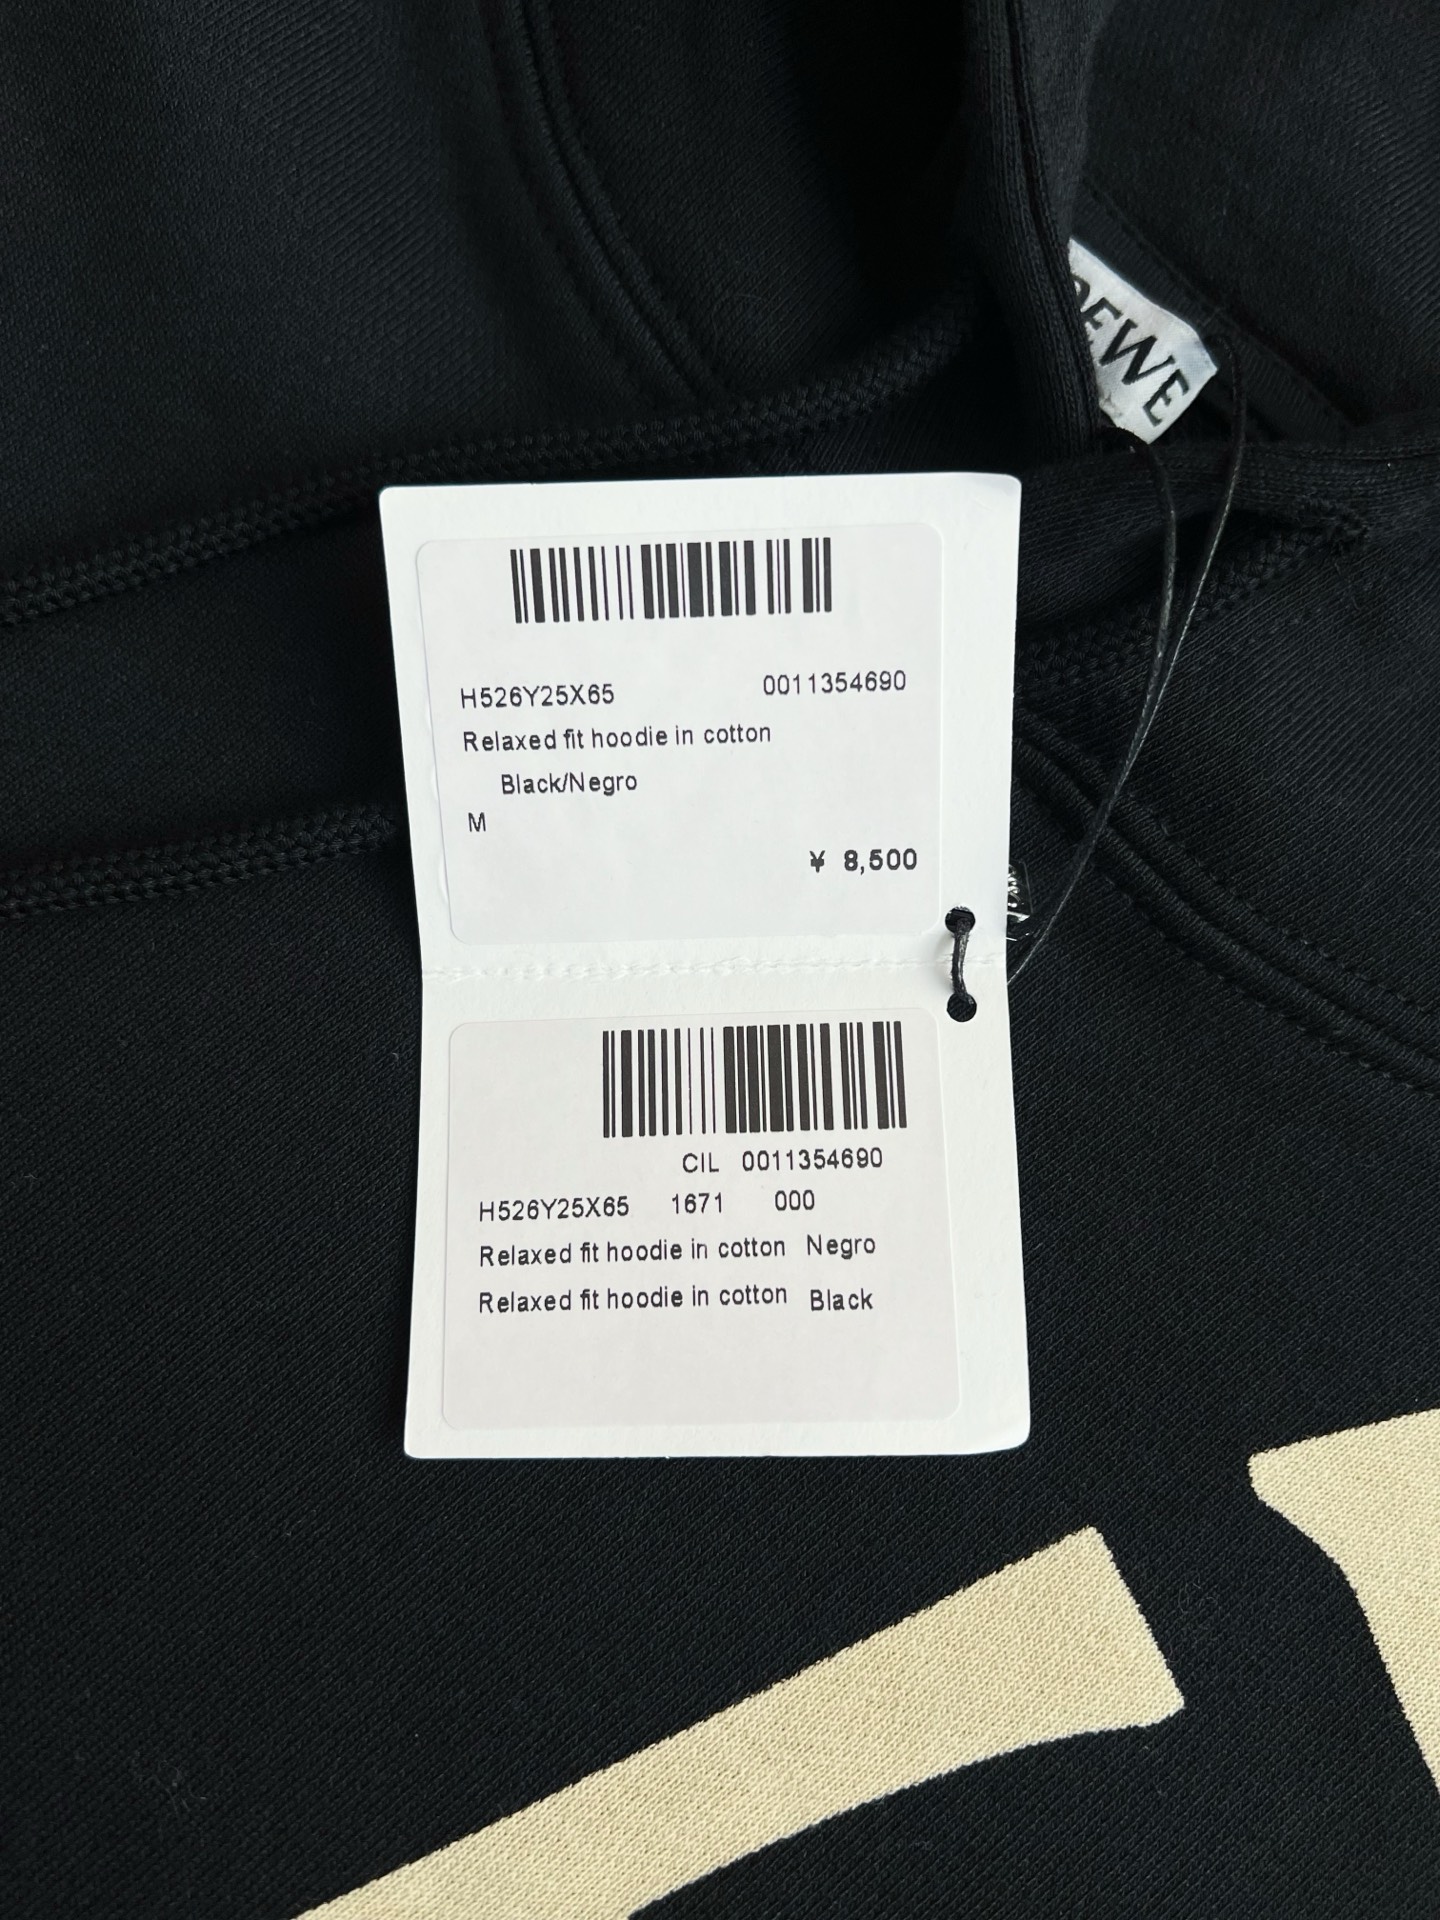 OEWE
H526Y25X65 0011354690
Relaxed fit hoodie in cotton
Black/Negro
M
¥ 8,500
CIL 0011354690
H526Y25X65 1671 000
Relaxed fit hoodie in cotton Negro
Relaxed fit hoodie in cotton Black